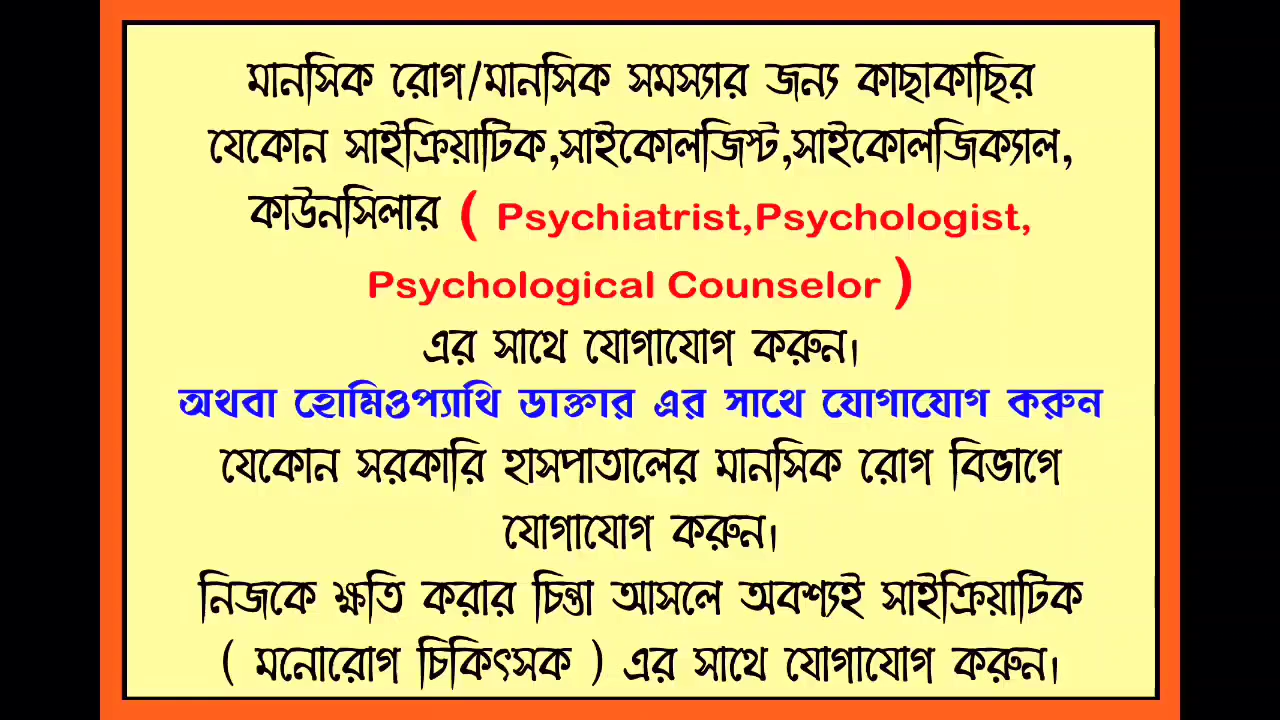 মানসিক রোগ/মানসিক সমস্যার জন্য কাছাকাছির
যেকোন সাইক্রিয়াটিক,সাইকোলজিস্ট,সাইকোলজিক্যাল,
কাউনসিলার ( Psychiatrist,Psychologist,
Psychological Counselor )
এর সাথে যোগাযোগ করুন।
অথবা হোমিওপ্যাথি ডাক্তার এর সাথে যোগাযোগ করুন
যেকোন সরকারি হাসপাতালের মানসিক রোগ বিভাগে
যোগাযোগ করুন।
নিজকে ক্ষতি করার চিন্তা আসলে অবশ্যই সাইক্রিয়াটিক
( মনোরোগ চিকিৎসক ) এর সাথে যোগাযোগ করুন।